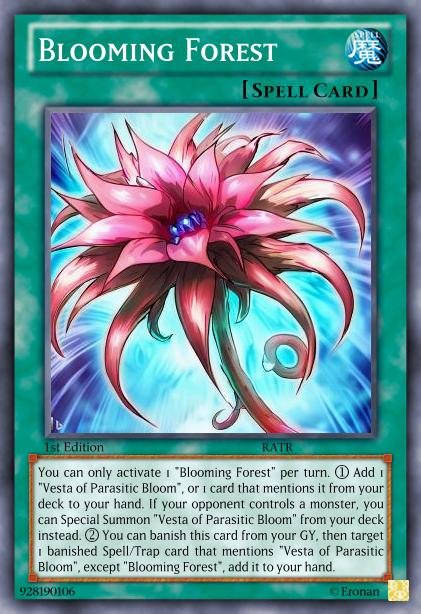 Blooming Forest
SPELL
魔
[Spell Card]
1st Edition
RATR
You can only activate 1 "Blooming Forest" per turn. ① Add 1
"Vesta of Parasitic Bloom", or 1 card that mentions it from your
deck to your hand. If your opponent controls a monster, you
can Special Summon "Vesta of Parasitic Bloom" from your deck
instead. ② You can banish this card from your GY, then target
1 banished Spell/Trap card that mentions "Vesta of Parasitic
Bloom", except "Blooming Forest", add it to your hand.
928190106
© Eronan